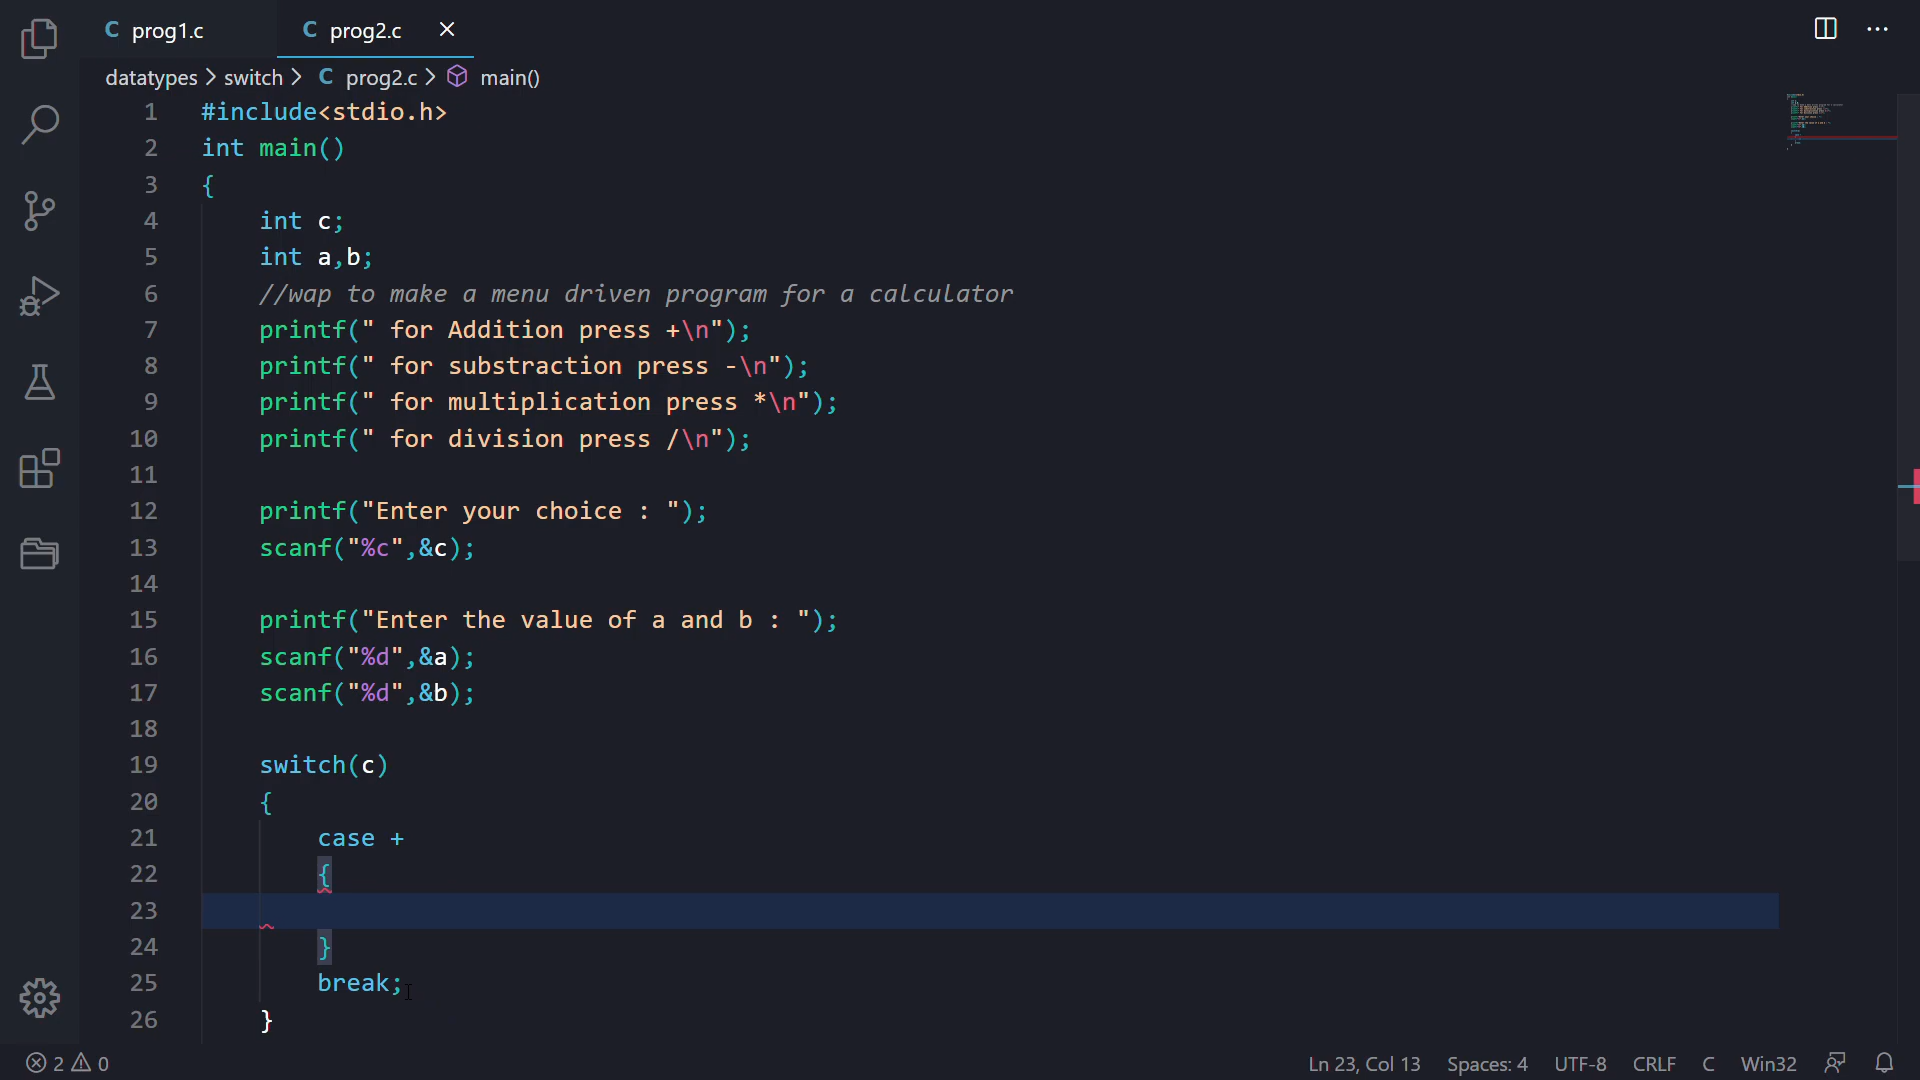 C prog1.c
C prog2.c
datatypes > switch > C prog2.c > main()
1 #include<stdio.h>
2 int main()
3 {
4 int c;
5 int a,b;
6 //wap to make a menu driven program for a calculator
7 printf(" for Addition press +\n");
8 printf(" for substraction press -\n");
9 printf(" for multiplication press *\n");
10 printf(" for division press /\n");
11
12 printf("Enter your choice : ");
13 scanf("%c",&c);
14
15 printf("Enter the value of a and b : ");
16 scanf("%d",&a);
17 scanf("%d",&b);
18
19 switch(c)
20 {
21 case +
22 {
23
24 }
25 break;
26 }
2 0 Ln 23, Col 13 Spaces: 4 UTF-8 CRLF C Win32